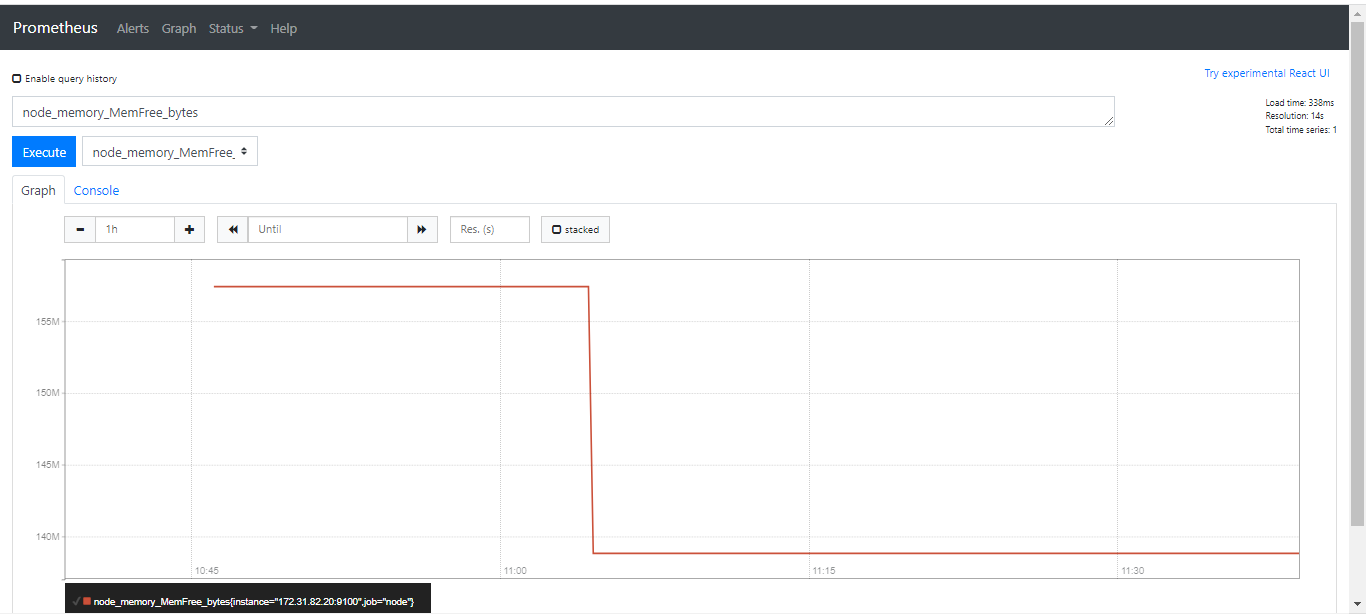 Prometheus Alerts Graph Status Help
Enable query history
Try experimental React UI
node_memory_MemFree_bytes
Load time: 338ms
Resolution: 14s
Total time series: 1
Execute node_memory_MemFree_
Graph Console
1h Until Res. (s) stacked
155M
150M
145M
140M
10:45 11:00 11:15 11:30
node_memory_MemFree_bytes{instance="172.31.82.20:9100",job="node"}